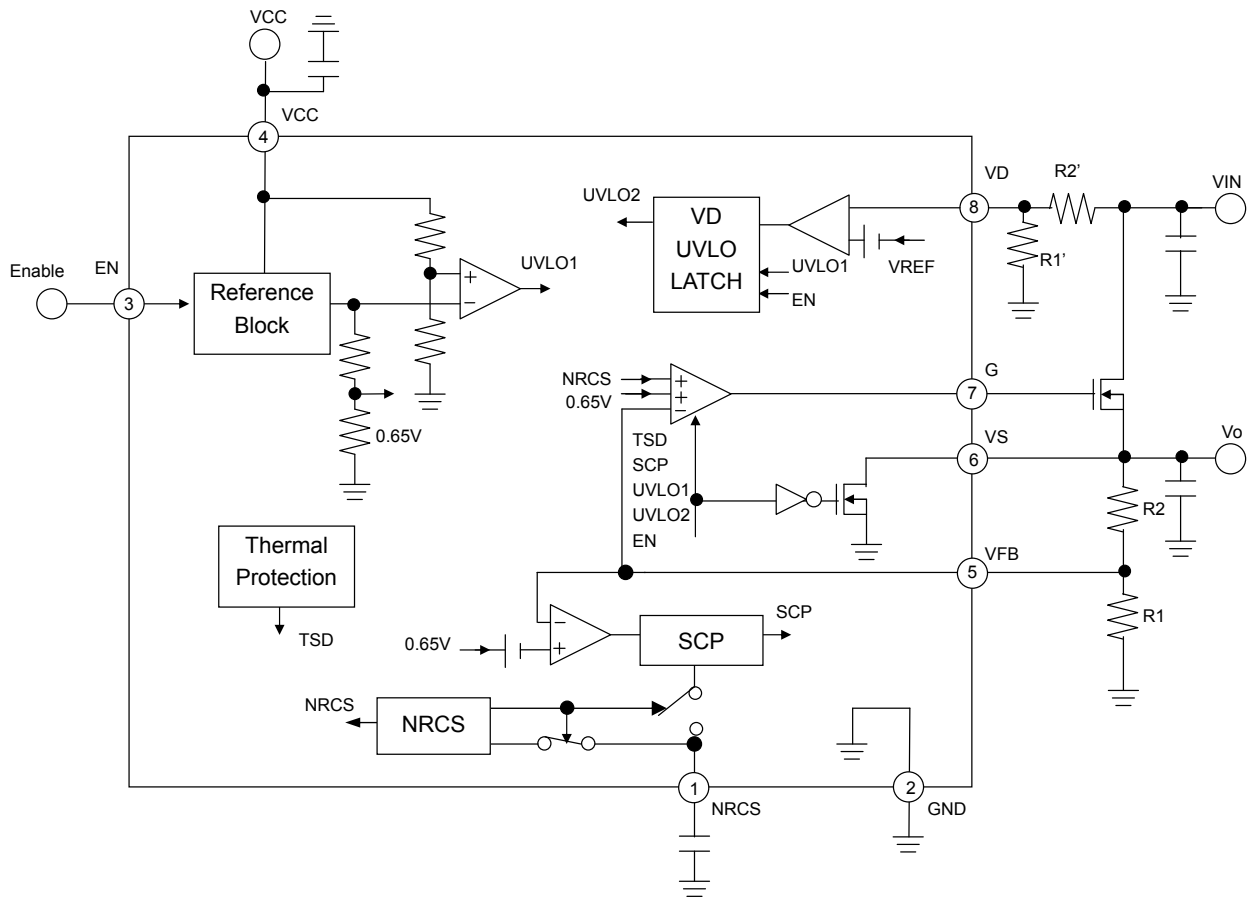 VCC
VCC
4
VD
R2’
VIN
UVLO2
8
VD
UVLO
LATCH
UVLO1
VREF
EN
R1’
Enable
EN
3
Reference
Block
+
−
UVLO1
0.65V
G
NRCS
0.65V
+
+
−
7
TSD
SCP
UVLO1
UVLO2
EN
VS
6
Vo
R2
VFB
5
R1
Thermal
Protection
TSD
−
+
0.65V
SCP
SCP
NRCS
NRCS
1
NRCS
2
GND